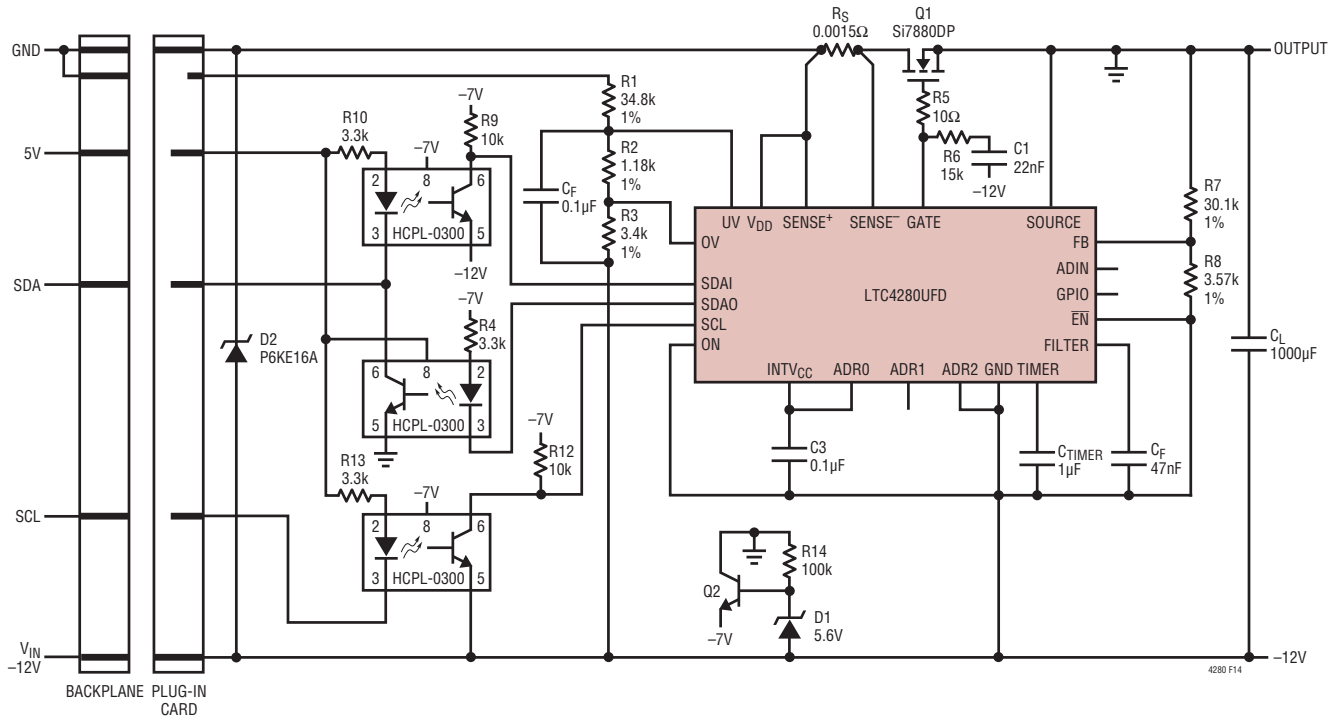 GND
5V
SDA
SCL
VIN
–12V
BACKPLANE
PLUG-IN
CARD
D2
P6KE16A
R10
3.3k
–7V
R9
10k
–7V
2
8
6
3
HCPL-0300
5
–12V
–7V
R4
3.3k
6
8
2
5
HCPL-0300
3
R13
3.3k
–7V
2
8
6
3
HCPL-0300
5
–7V
R12
10k
CF
0.1µF
R1
34.8k
1%
R2
1.18k
1%
R3
3.4k
1%
RS
0.0015Ω
Q1
Si7880DP
R5
10Ω
R6
15k
C1
22nF
–12V
OUTPUT
UV
VDD
SENSE+
SENSE–
GATE
SOURCE
OV
SDAI
SDAO
SCL
ON
LTC4280UFD
FB
ADIN
GPIO
EN
FILTER
INTVCC
ADR0
ADR1
ADR2
GND
TIMER
R7
30.1k
1%
R8
3.57k
1%
CL
1000µF
C3
0.1µF
CTIMER
1µF
CF
47nF
Q2
–7V
R14
100k
D1
5.6V
–12V
4280 F14